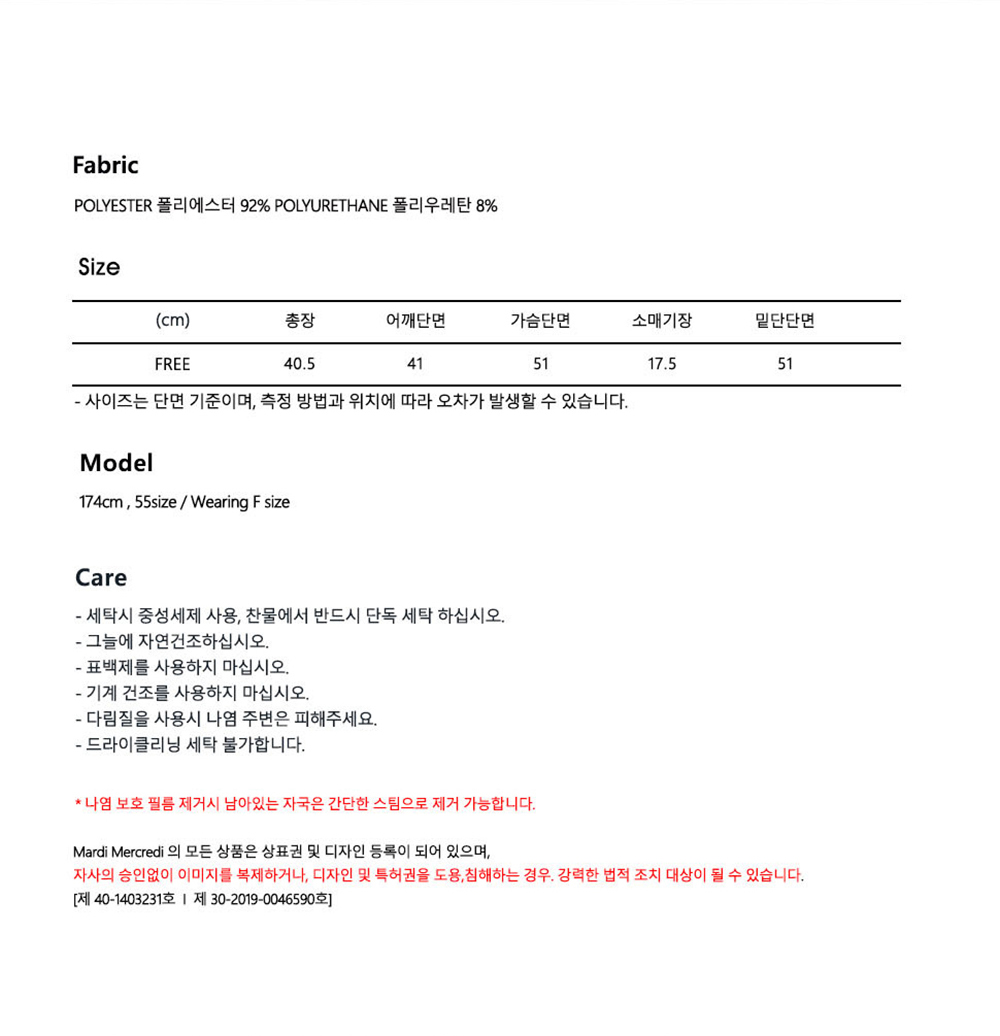 Fabric
POLYESTER 폴리에스터 92% POLYURETHANE 폴리우레탄 8%
Size
(cm) 총장 어깨단면 가슴단면 소매기장 밑단단면
FREE 40.5 41 51 17.5 51
- 사이즈는 단면 기준이며, 측정 방법과 위치에 따라 오차가 발생할 수 있습니다.
Model
174cm , 55size / Wearing F size
Care
- 세탁시 중성세제 사용, 찬물에서 반드시 단독 세탁 하십시오.
- 그늘에 자연건조하십시오.
- 표백제를 사용하지 마십시오.
- 기계 건조를 사용하지 마십시오.
- 다림질을 사용시 나염 주변은 피해주세요.
- 드라이클리닝 세탁 불가합니다.
* 나염 보호 필름 제거시 남아있는 자국은 간단한 스팀으로 제거 가능합니다.
Mardi Mercredi 의 모든 상품은 상표권 및 디자인 등록이 되어 있으며,
자사의 승인없이 이미지를 복제하거나, 디자인 및 특허권을 도용,침해하는 경우. 강력한 법적 조치 대상이 될 수 있습니다.
[제 40-1403231호 ㅣ 제 30-2019-0046590호]